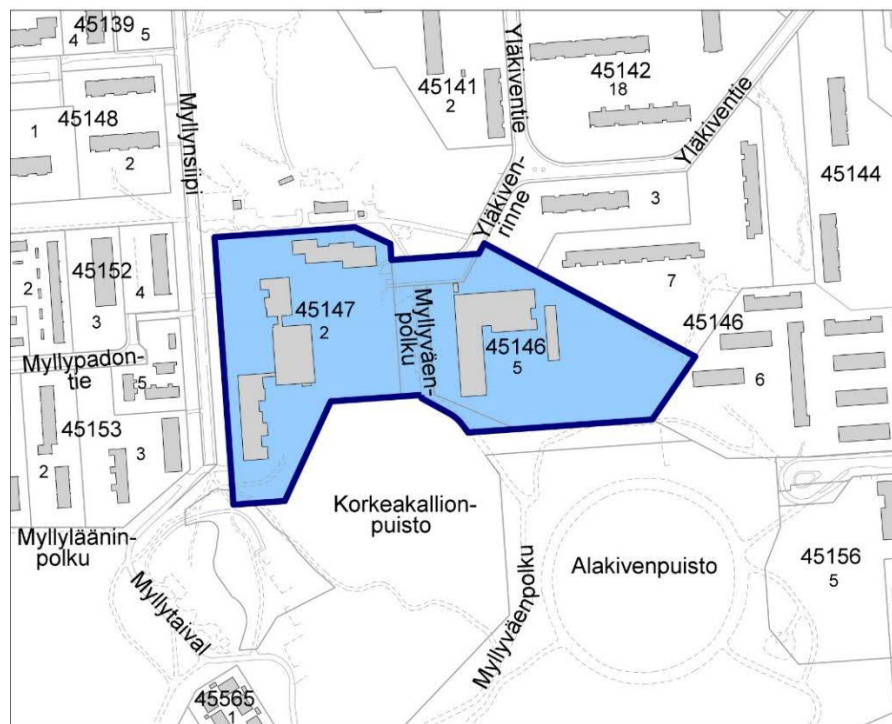 45139
4
5
45148
1
2
Myllynsiipi
45141
2
Yläkiventie
45142
18
Yläkiventie
Yläkiven-
rinne
3
45144
45152
2
3
4
45147
2
Myllyväen-
polku
45146
5
7
45146
6
Myllypadon-
tie
5
45153
2
3
Myllyläänin-
polku
Korkeakallion-
puisto
Myllyväenpolku
Alakivenpuisto
45156
5
Myllytaival
45565
1